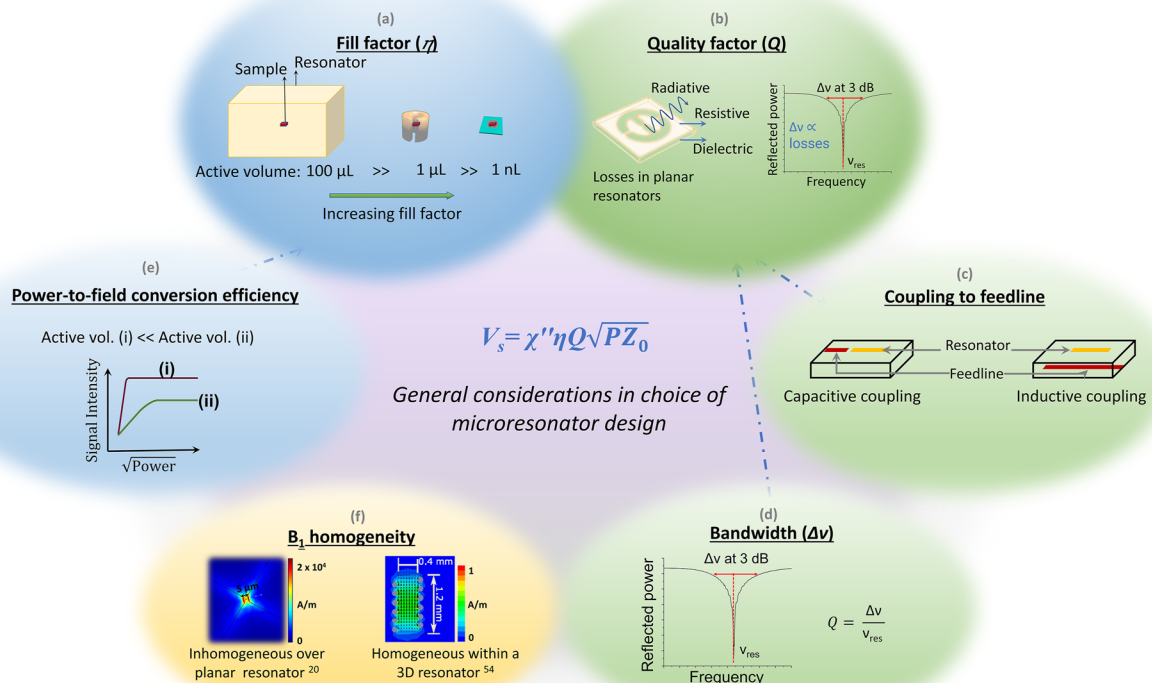 (a)
Fill factor (η)
Sample
Resonator
Active volume: 100 µL >> 1 µL >> 1 nL
Increasing fill factor
(b)
Quality factor (Q)
Radiative
Resistive
Dielectric
Losses in planar
resonators
Reflected power
Δν at 3 dB
Δν ∝
losses
νres
Frequency
(e)
Power-to-field conversion efficiency
Active vol. (i) << Active vol. (ii)
Signal Intensity
(i)
(ii)
√Power
Vs= χ''ηQ√PZ0
General considerations in choice of
microresonator design
(c)
Coupling to feedline
Resonator
Feedline
Capacitive coupling
Inductive coupling
(f)
B1 homogeneity
5 µm
2 x 10⁴
A/m
0
Inhomogeneous over
planar resonator 20
0.4 mm
1.2 mm
1
A/m
0
Homogeneous within a
3D resonator 54
(d)
Bandwidth (Δν)
Δν at 3 dB
Reflected power
νres
Frequency
Q = Δν / νres